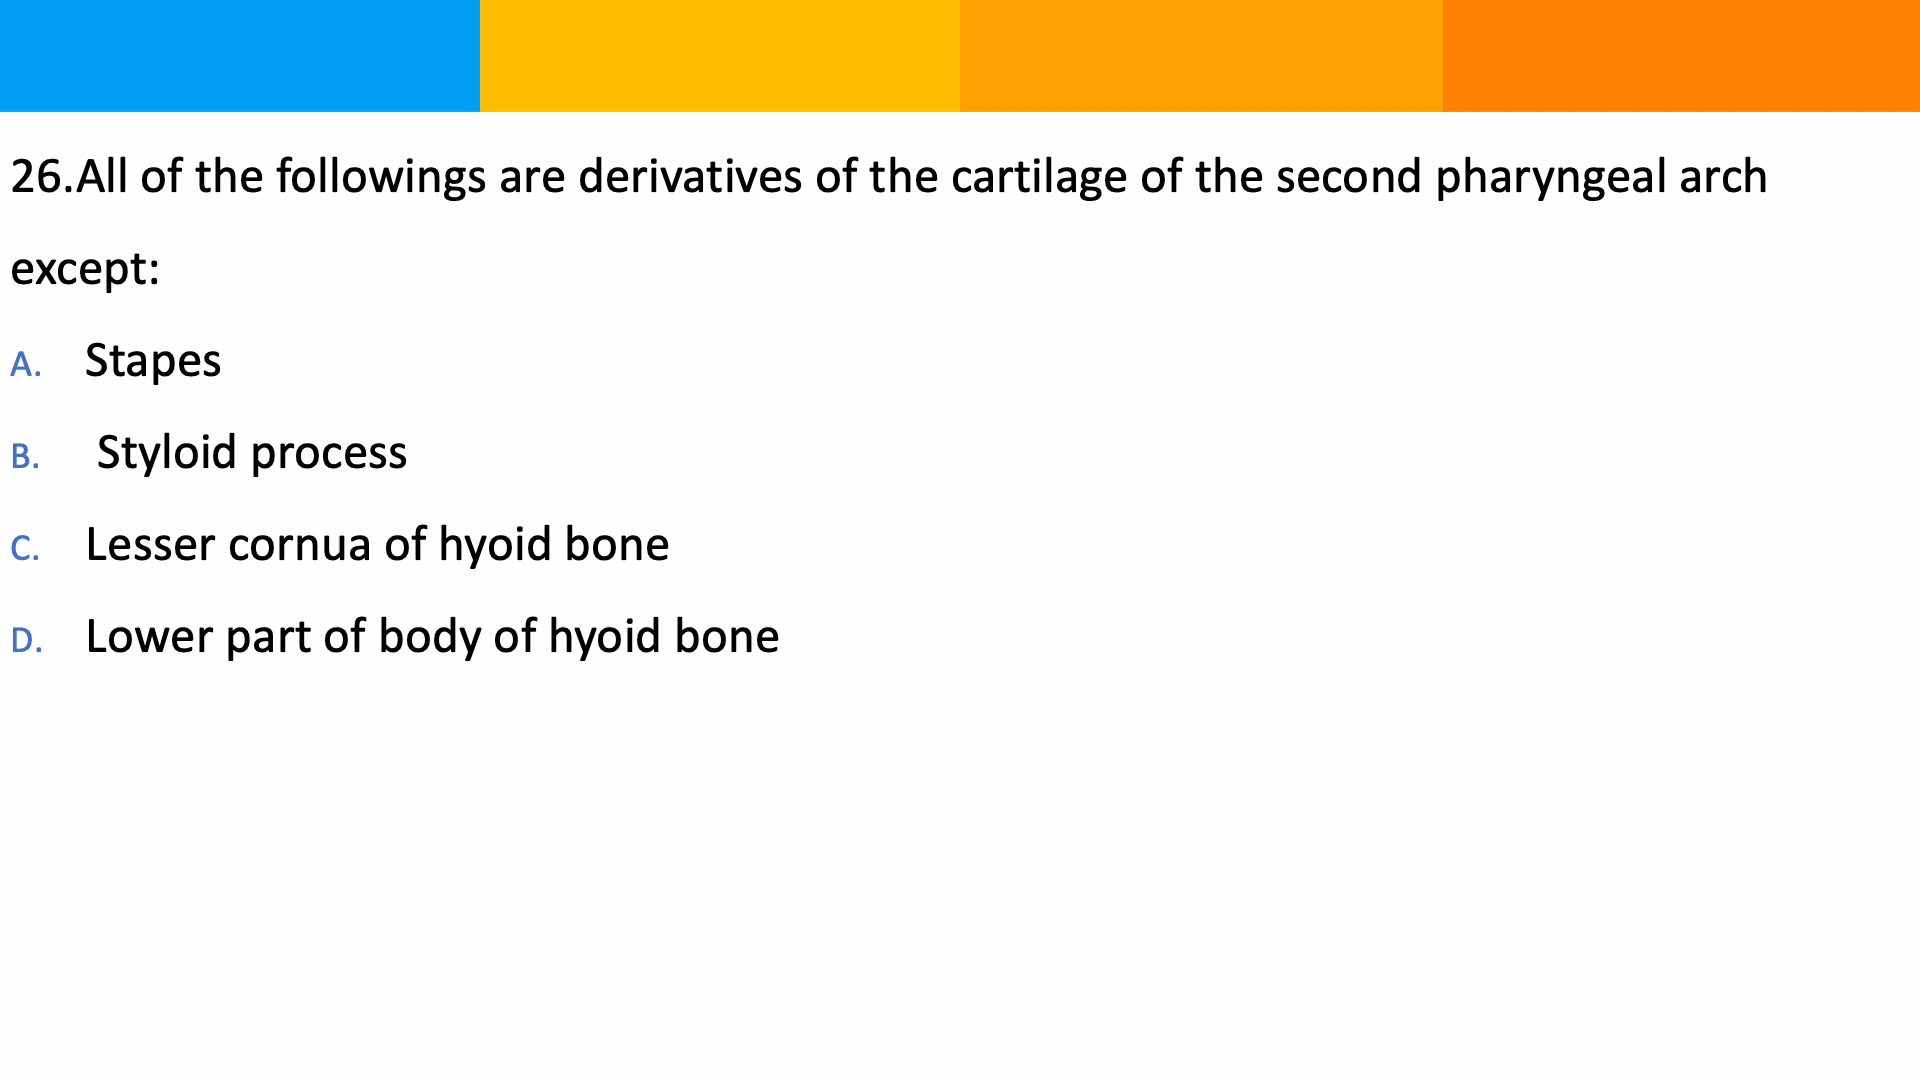 26.All of the followings are derivatives of the cartilage of the second pharyngeal arch
except:
A. Stapes
B. Styloid process
C. Lesser cornua of hyoid bone
D. Lower part of body of hyoid bone